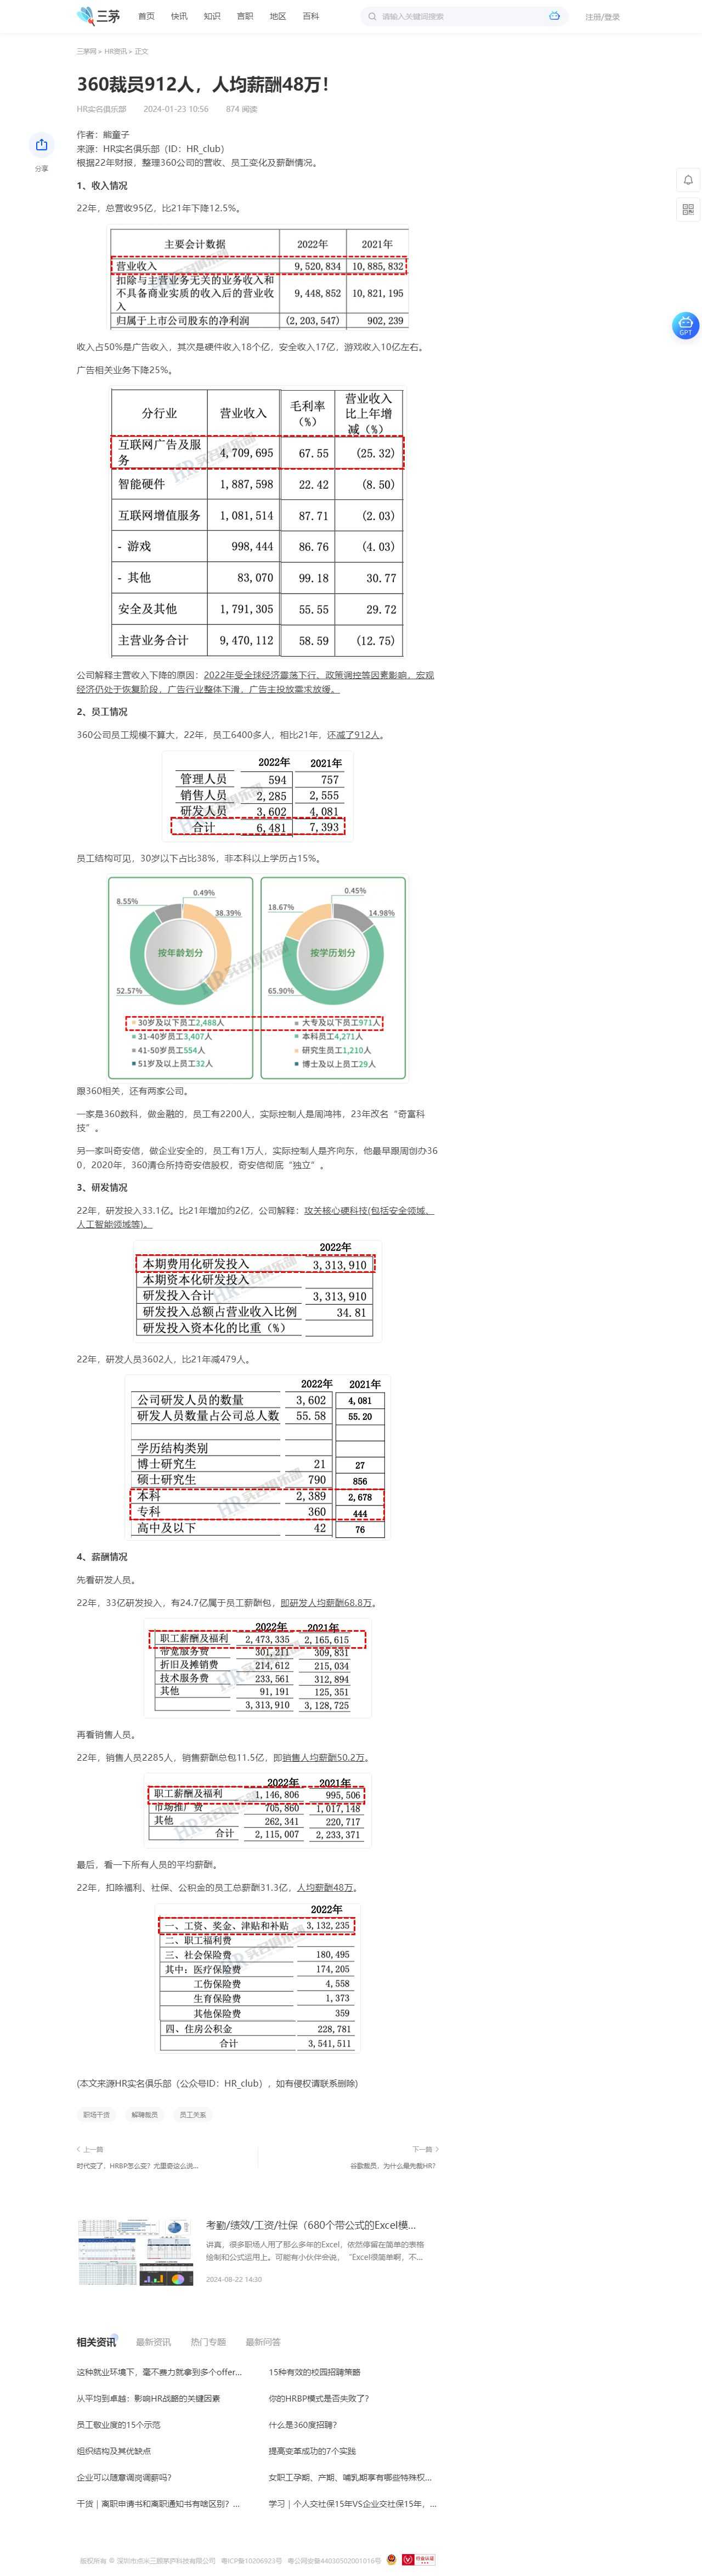 三茅
首页 快讯 知识 言职 地区 百科
请输入关键词搜索
注册/登录
三茅网 > HR资讯 > 正文
360裁员912人，人均薪酬48万！
HR实名俱乐部 2024-01-23 10:56 874 阅读
分享
GPT
作者：熊童子
来源：HR实名俱乐部（ID：HR_club）
根据22年财报，整理360公司的营收、员工变化及薪酬情况。
1、收入情况
22年，总营收95亿，比21年下降12.5%。
主要会计数据 2022年 2021年
营业收入 9,520,834 10,885,832
扣除与主营业务无关的业务收入和
不具备商业实质的收入后的营业收
入 9,448,852 10,821,195
归属于上市公司股东的净利润 (2,203,547) 902,239
收入占50%是广告收入，其次是硬件收入18个亿，安全收入17亿，游戏收入10亿左右。
广告相关业务下降25%。
分行业 营业收入 毛利率（%） 营业收入比上年增减（%）
互联网广告及服务 4,709,695 67.55 (25.32)
智能硬件 1,887,598 22.42 (8.50)
互联网增值服务 1,081,514 87.71 (2.03)
- 游戏 998,444 86.76 (4.03)
- 其他 83,070 99.18 30.77
安全及其他 1,791,305 55.55 29.72
主营业务合计 9,470,112 58.59 (12.75)
公司解释主营收入下降的原因：2022年受全球经济震荡下行、政策调控等因素影响，宏观
经济仍处于恢复阶段，广告行业整体下滑，广告主投放需求放缓。
2、员工情况
360公司员工规模不算大，22年，员工6400多人，相比21年，还减了912人。
2022年 2021年
管理人员 594 757
销售人员 2,285 2,555
研发人员 3,602 4,081
合计 6,481 7,393
员工结构可见，30岁以下占比38%，非本科以上学历占15%。
0.49%
8.55%
38.39%
按年龄划分
52.57%
30岁及以下员工2,488人
31-40岁员工3,407人
41-50岁员工554人
51岁及以上员工32人
0.45%
18.67%
14.98%
按学历划分
65.90%
大专及以下员工971人
本科员工4,271人
研究生员工1,210人
博士及以上员工29人
跟360相关，还有两家公司。
一家是360数科，做金融的，员工有2200人，实际控制人是周鸿祎，23年改名“奇富科
技”。
另一家叫奇安信，做企业安全的，员工有1万人，实际控制人是齐向东，他最早跟周创办36
0，2020年，360清仓所持奇安信股权，奇安信彻底“独立”。
3、研发情况
22年，研发投入33.1亿。比21年增加约2亿，公司解释：攻关核心硬科技(包括安全领域、
人工智能领域等)。
2022年
本期费用化研发投入 3,313,910
本期资本化研发投入
研发投入合计 3,313,910
研发投入总额占营业收入比例 34.81
研发投入资本化的比重（%）
22年，研发人员3602人，比21年减479人。
2022年 2021年
公司研发人员的数量 3,602 4,081
研发人员数量占公司总人数 55.58 55.20
学历结构类别
博士研究生 21 27
硕士研究生 790 856
本科 2,389 2,678
专科 360 444
高中及以下 42 76
4、薪酬情况
先看研发人员。
22年，33亿研发投入，有24.7亿属于员工薪酬包，即研发人均薪酬68.8万。
2022年 2021年
职工薪酬及福利 2,473,335 2,165,615
带宽服务费 301,211 309,831
折旧及摊销费 214,612 215,034
技术服务费 233,561 312,894
其他 91,191 125,351
3,313,910 3,128,725
再看销售人员。
22年，销售人员2285人，销售薪酬总包11.5亿，即销售人均薪酬50.2万。
2022年 2021年
职工薪酬及福利 1,146,806 995,506
市场推广费 705,860 1,017,148
其他 262,341 220,717
合计 2,115,007 2,233,371
最后，看一下所有人员的平均薪酬。
22年，扣除福利、社保、公积金的员工总薪酬31.3亿，人均薪酬48万。
2022年
一、工资、奖金、津贴和补贴 3,132,235
二、职工福利费
三、社会保险费 180,495
其中：医疗保险费 174,205
工伤保险费 4,558
生育保险费 1,373
其他保险费 359
四、住房公积金 228,781
合计 3,541,511
(本文来源HR实名俱乐部（公众号ID：HR_club），如有侵权请联系删除)
职场干货 解聘裁员 员工关系
上一篇 下一篇
时代变了，HRBP怎么变？尤里奇这么说... 谷歌裁员，为什么最先裁HR？
考勤/绩效/工资/社保（680个带公式的Excel模...
讲真，很多职场人用了那么多年的Excel，依然停留在简单的表格
绘制和公式运用上。可能有小伙伴会说，“Excel很简单啊，不...
2024-08-22 14:30
相关资讯 最新资讯 热门专题 最新问答
这种就业环境下，毫不费力就拿到多个offer... 15种有效的校园招聘策略
从平均到卓越：影响HR战略的关键因素 你的HRBP模式是否失败了？
员工敬业度的15个示范 什么是360度招聘？
组织结构及其优缺点 提高变革成功的7个实践
企业可以随意调岗调薪吗？ 女职工孕期、产期、哺乳期享有哪些特殊权...
干货｜离职申请书和离职通知书有啥区别？... 学习｜个人交社保15年VS企业交社保15年，...
版权所有 © 深圳市点米三茅茅庐科技有限公司 粤ICP备10206923号 粤公网安备44030502001016号